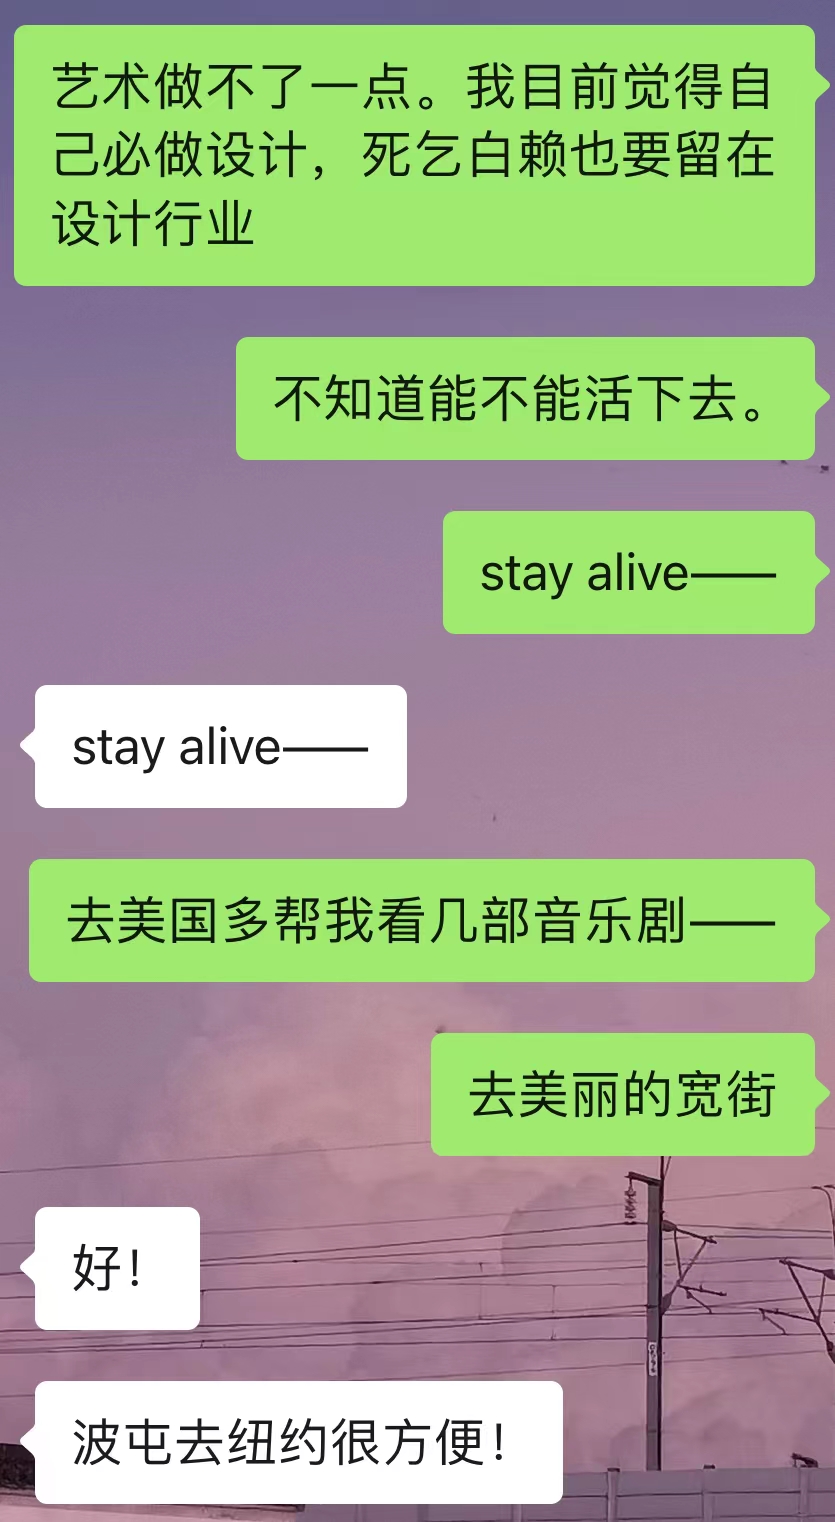 艺术做不了一点。我目前觉得自
己必做设计，死乞白赖也要留在
设计行业
不知道能不能活下去。
stay alive——
stay alive——
去美国多帮我看几部音乐剧——
去美丽的宽街
好！
波屯去纽约很方便！